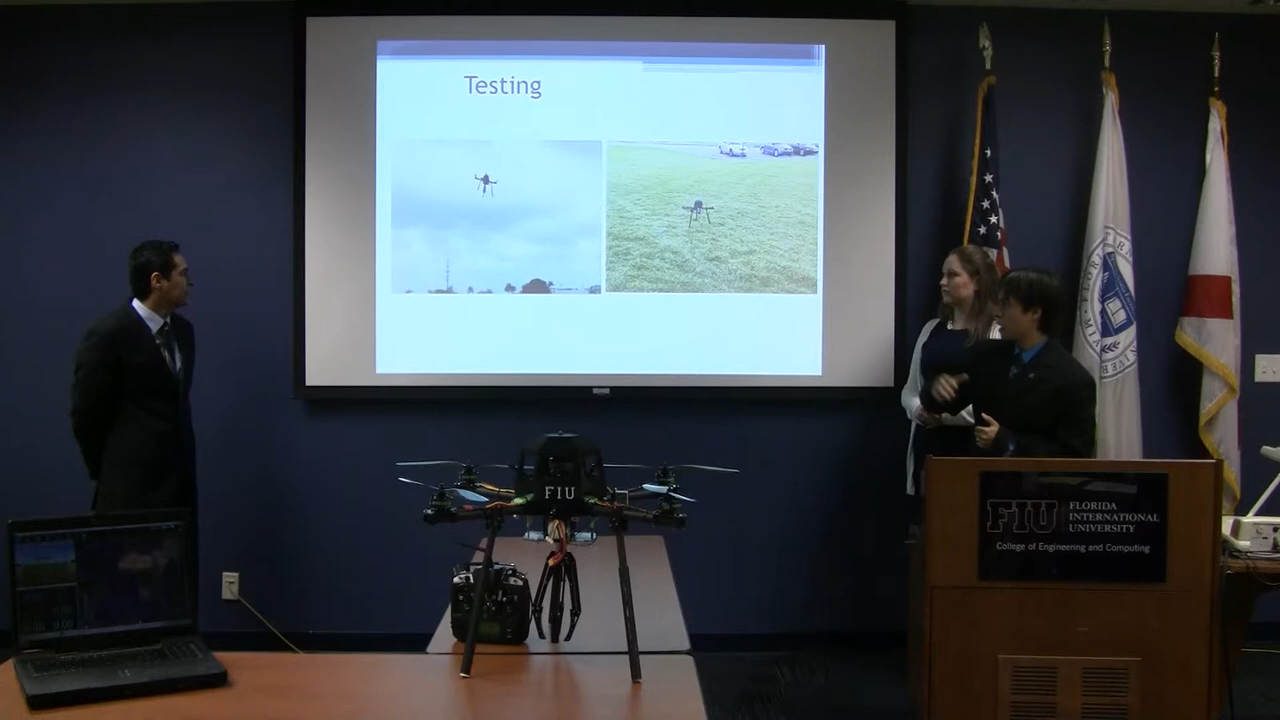 Testing
FIU
FIU
FLORIDA
INTERNATIONAL
UNIVERSITY
College of Engineering and Computing